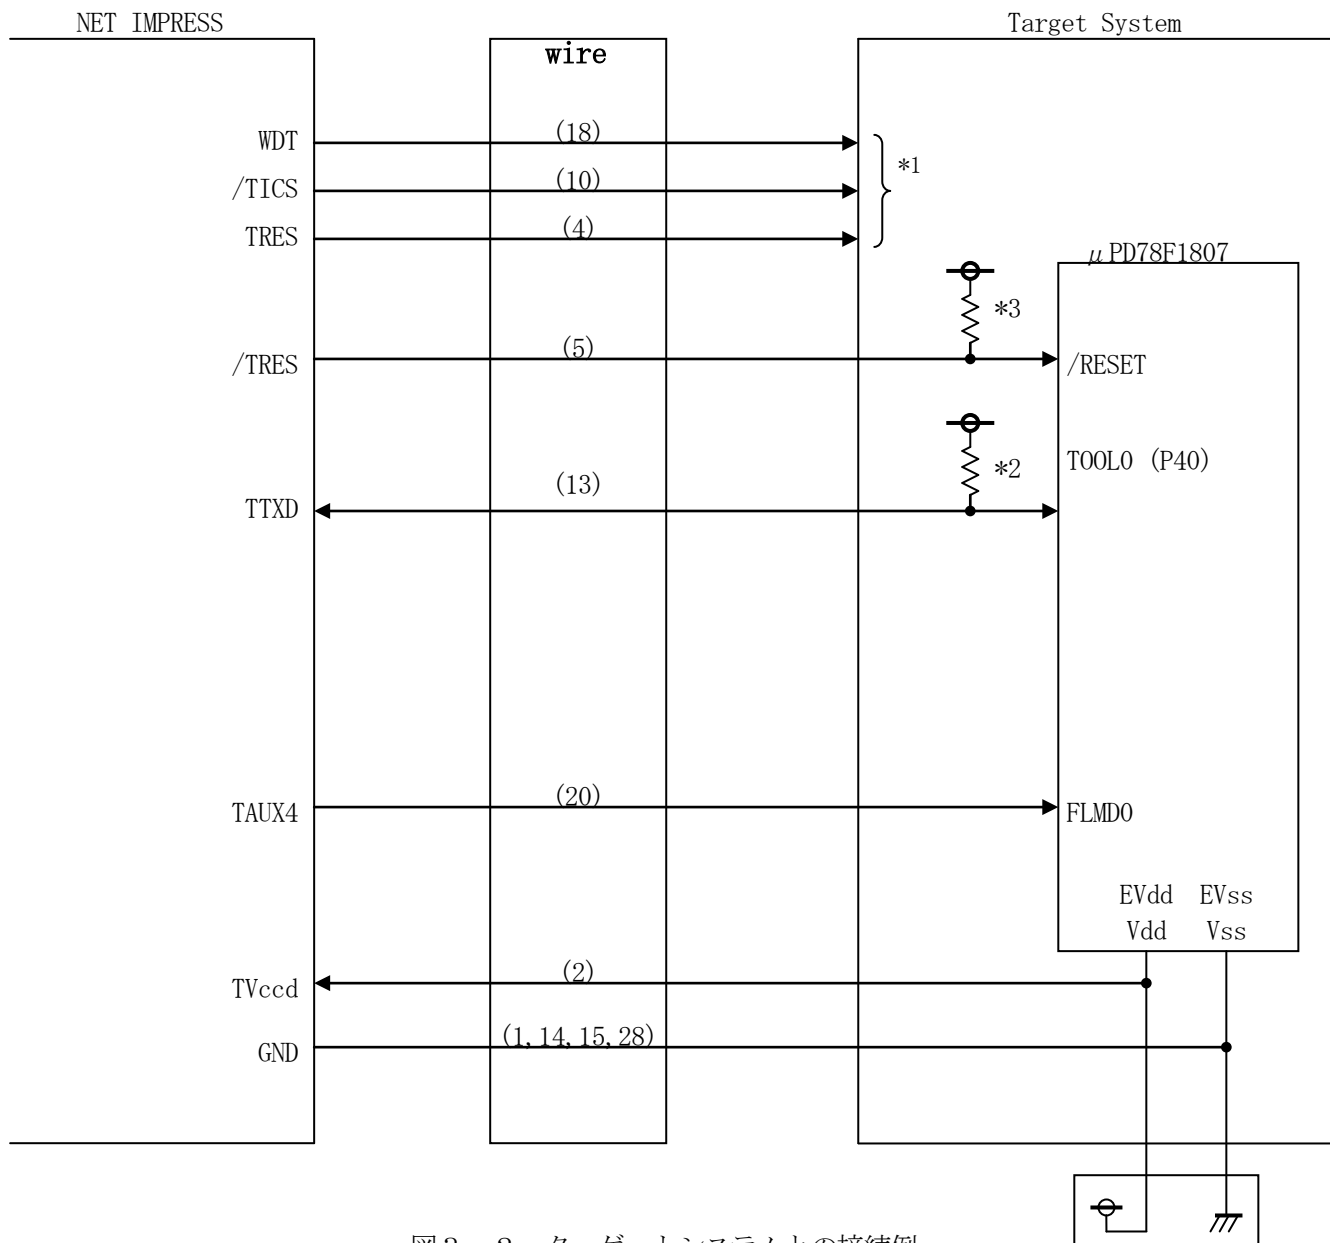 NET IMPRESS
Target System
wire
WDT
(18)
*1
/TICS
(10)
TRES
(4)
μPD78F1807
*3
/TRES
(5)
/RESET
*2
TOOL0 (P40)
TTXD
(13)
TAUX4
(20)
FLMD0
EVdd EVss
Vdd Vss
TVccd
(2)
GND
(1,14,15,28)